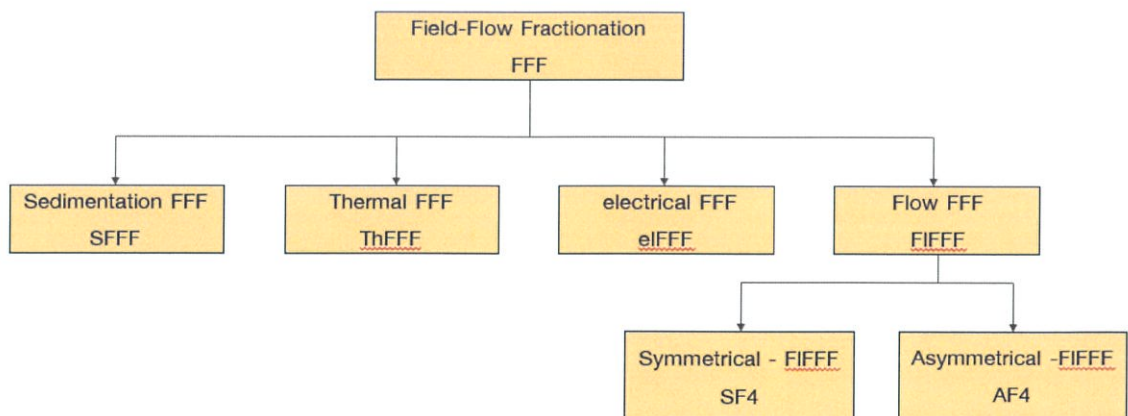 Field-Flow Fractionation
FFF
Sedimentation FFF
SFFF
Thermal FFF
ThFFF
electrical FFF
elFFF
Flow FFF
FlFFF
Symmetrical - FlFFF
SF4
Asymmetrical -FlFFF
AF4